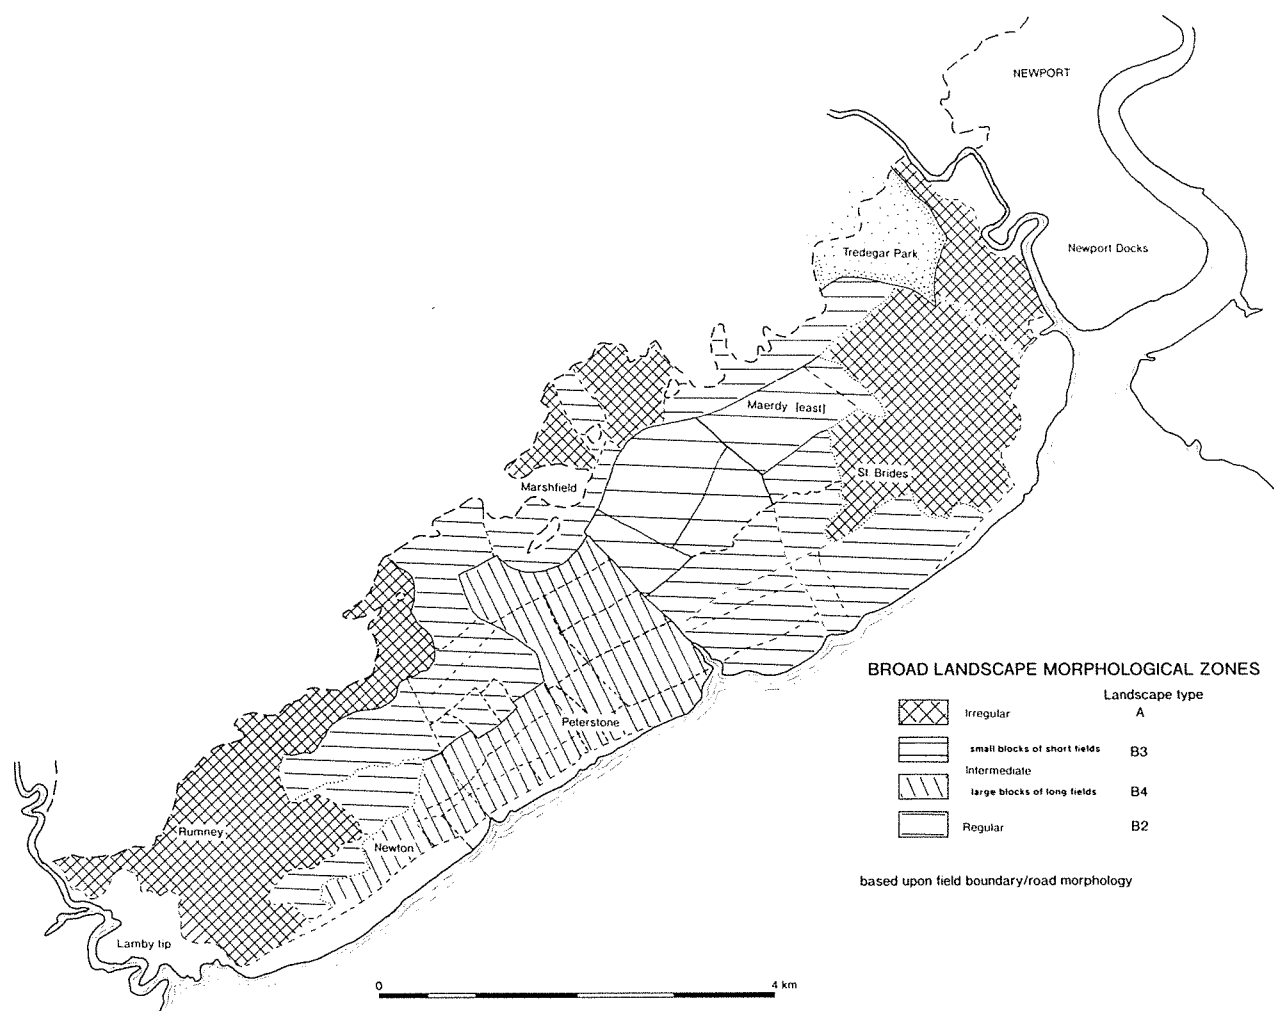 NEWPORT
Newport Docks
Tredegar Park
Maerdy [east]
St. Brides
Marshfield
Peterstone
Newton
Rumney
Lamby tip
BROAD LANDSCAPE MORPHOLOGICAL ZONES
Landscape type
Irregular A
small blocks of short fields B3
Intermediate
large blocks of long fields B4
Regular B2
based upon field boundary/road morphology
0 4 km